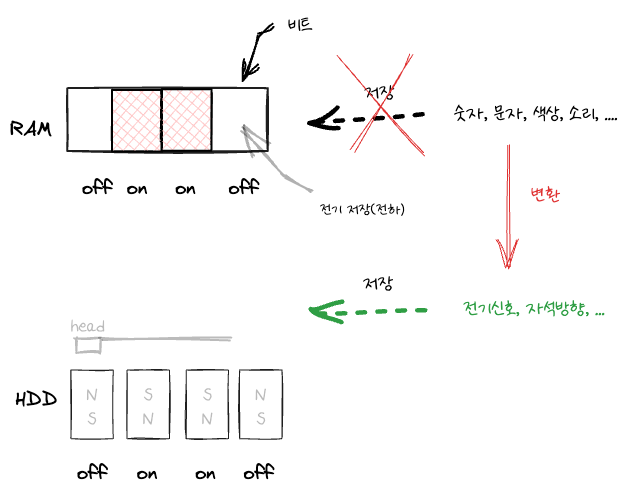 비트
저장
숫자, 문자, 색상, 소리, ....
RAM
off on on off
전기 저장(전하)
변환
저장
전기신호, 자석방향, ...
head
HDD
N S S N
S N N S
off on on off